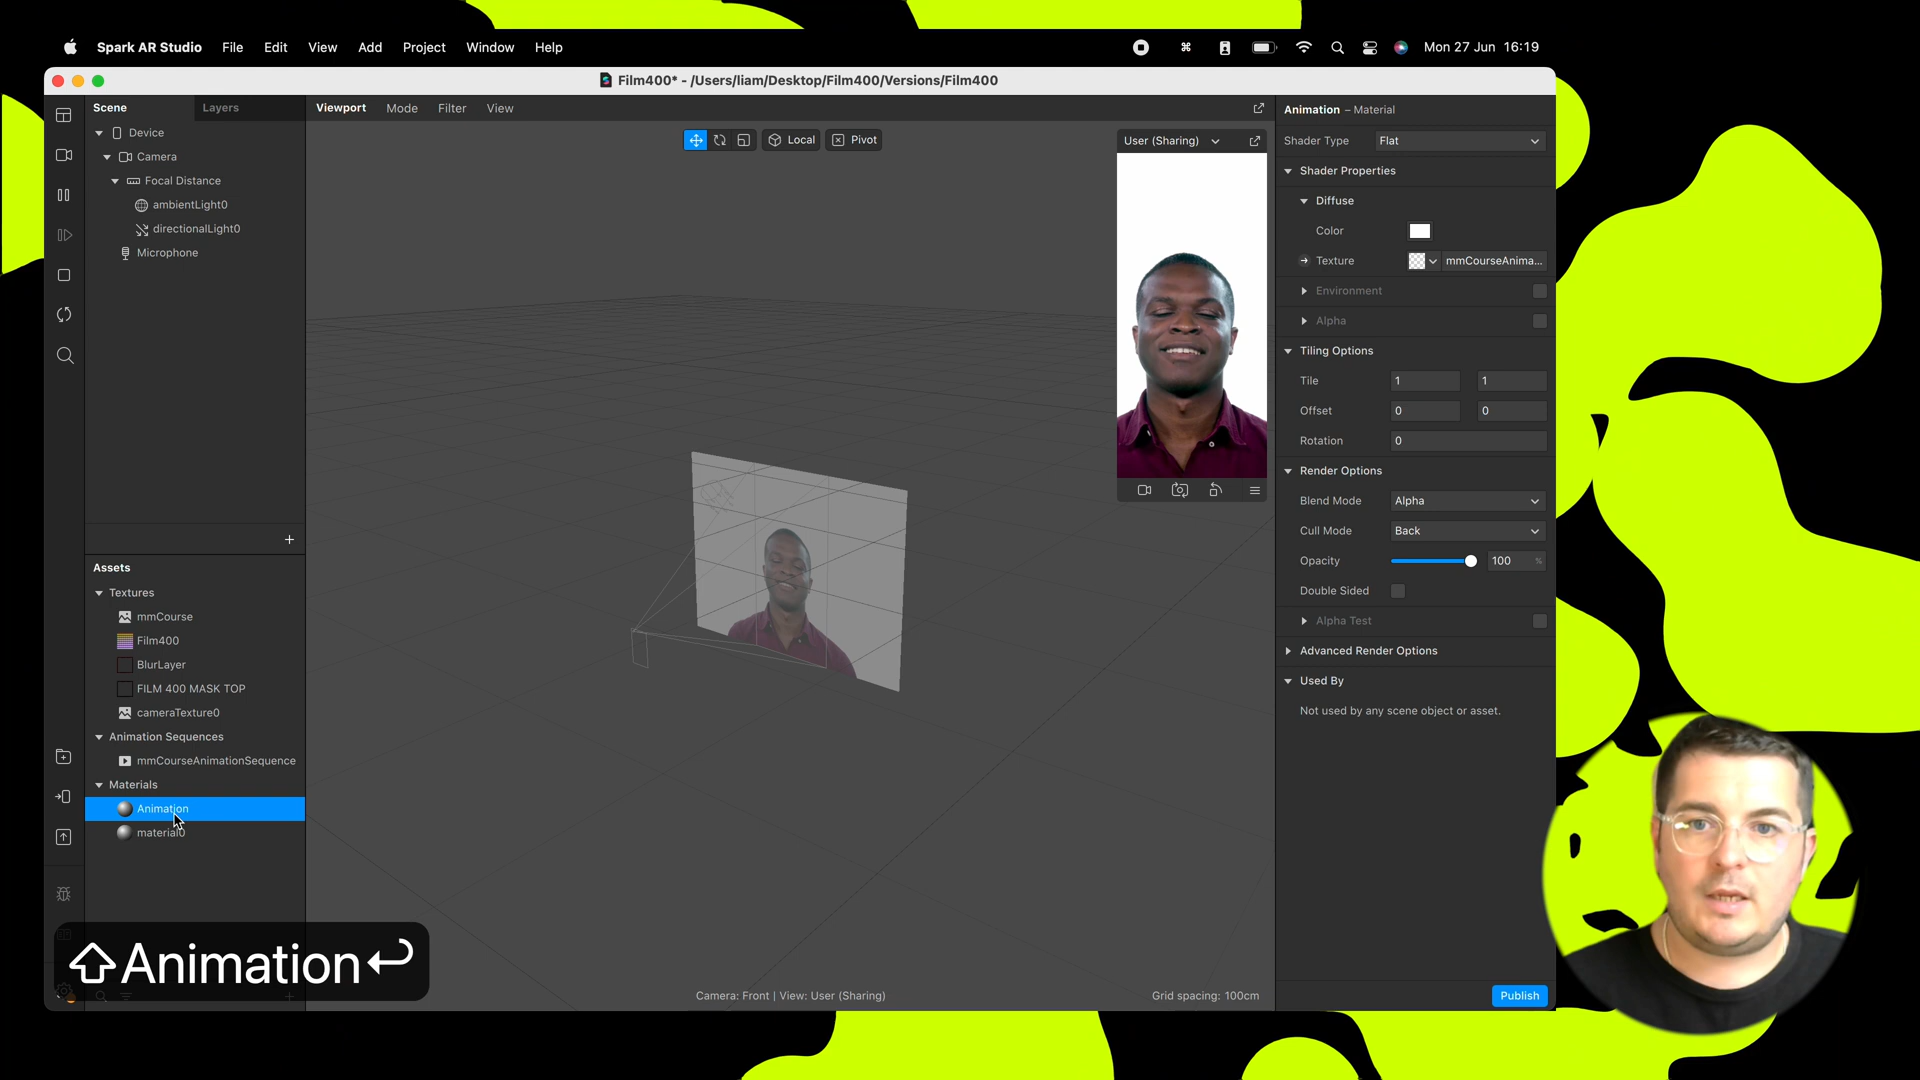 Spark AR Studio File Edit View Add Project Window Help
Mon 27 Jun 16:19
Film400* - /Users/liam/Desktop/Film400/Versions/Film400
Scene Layers
Device
Camera
Focal Distance
ambientLight0
directionalLight0
Microphone
Assets
Textures
mmCourse
Film400
BlurLayer
FILM 400 MASK TOP
cameraTexture0
Animation Sequences
mmCourseAnimationSequence
Materials
Animation
material0
⇧Animation↩
Viewport Mode Filter View
Local Pivot
User (Sharing)
Camera: Front | View: User (Sharing)
Grid spacing: 100cm
Animation – Material
Shader Type Flat
Shader Properties
Diffuse
Color
Texture mmCourseAnima...
Environment
Alpha
Tiling Options
Tile 1 1
Offset 0 0
Rotation 0
Render Options
Blend Mode Alpha
Cull Mode Back
Opacity 100 %
Double Sided
Alpha Test
Advanced Render Options
Used By
Not used by any scene object or asset.
Publish